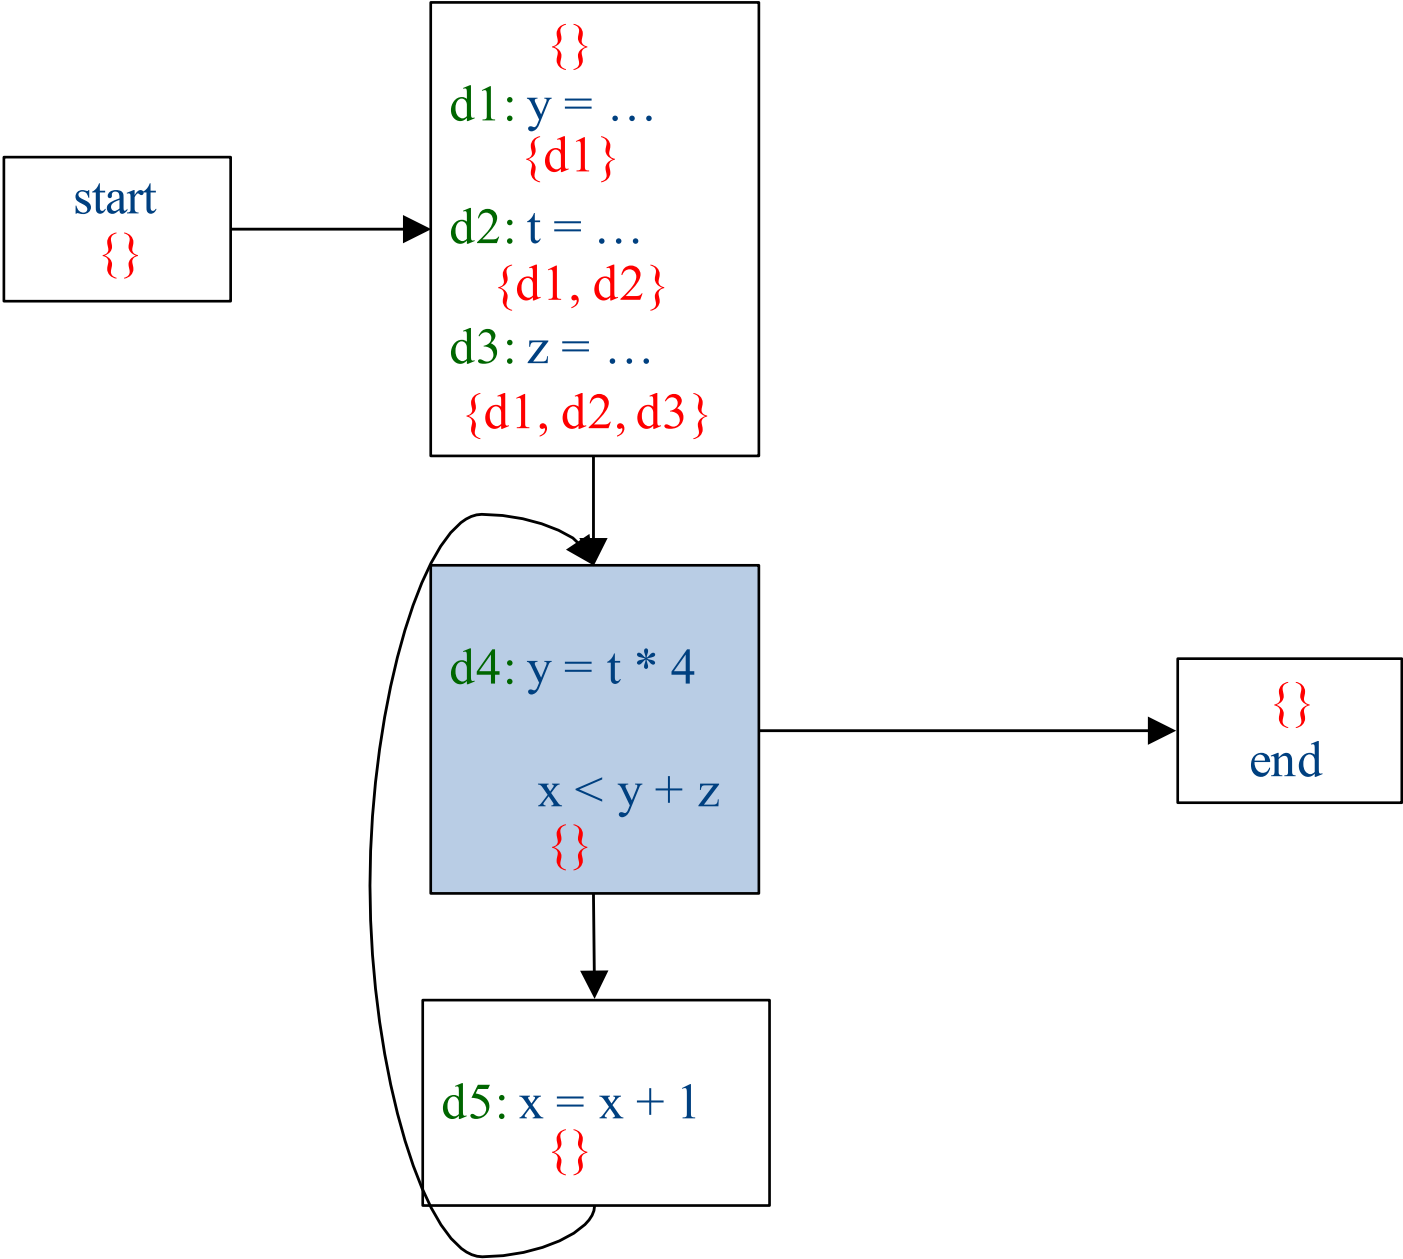 start
{}
{}
d1: y = …
{d1}
d2: t = …
{d1, d2}
d3: z = …
{d1, d2, d3}
d4: y = t * 4
x < y + z
{}
{}
end
d5: x = x + 1
{}